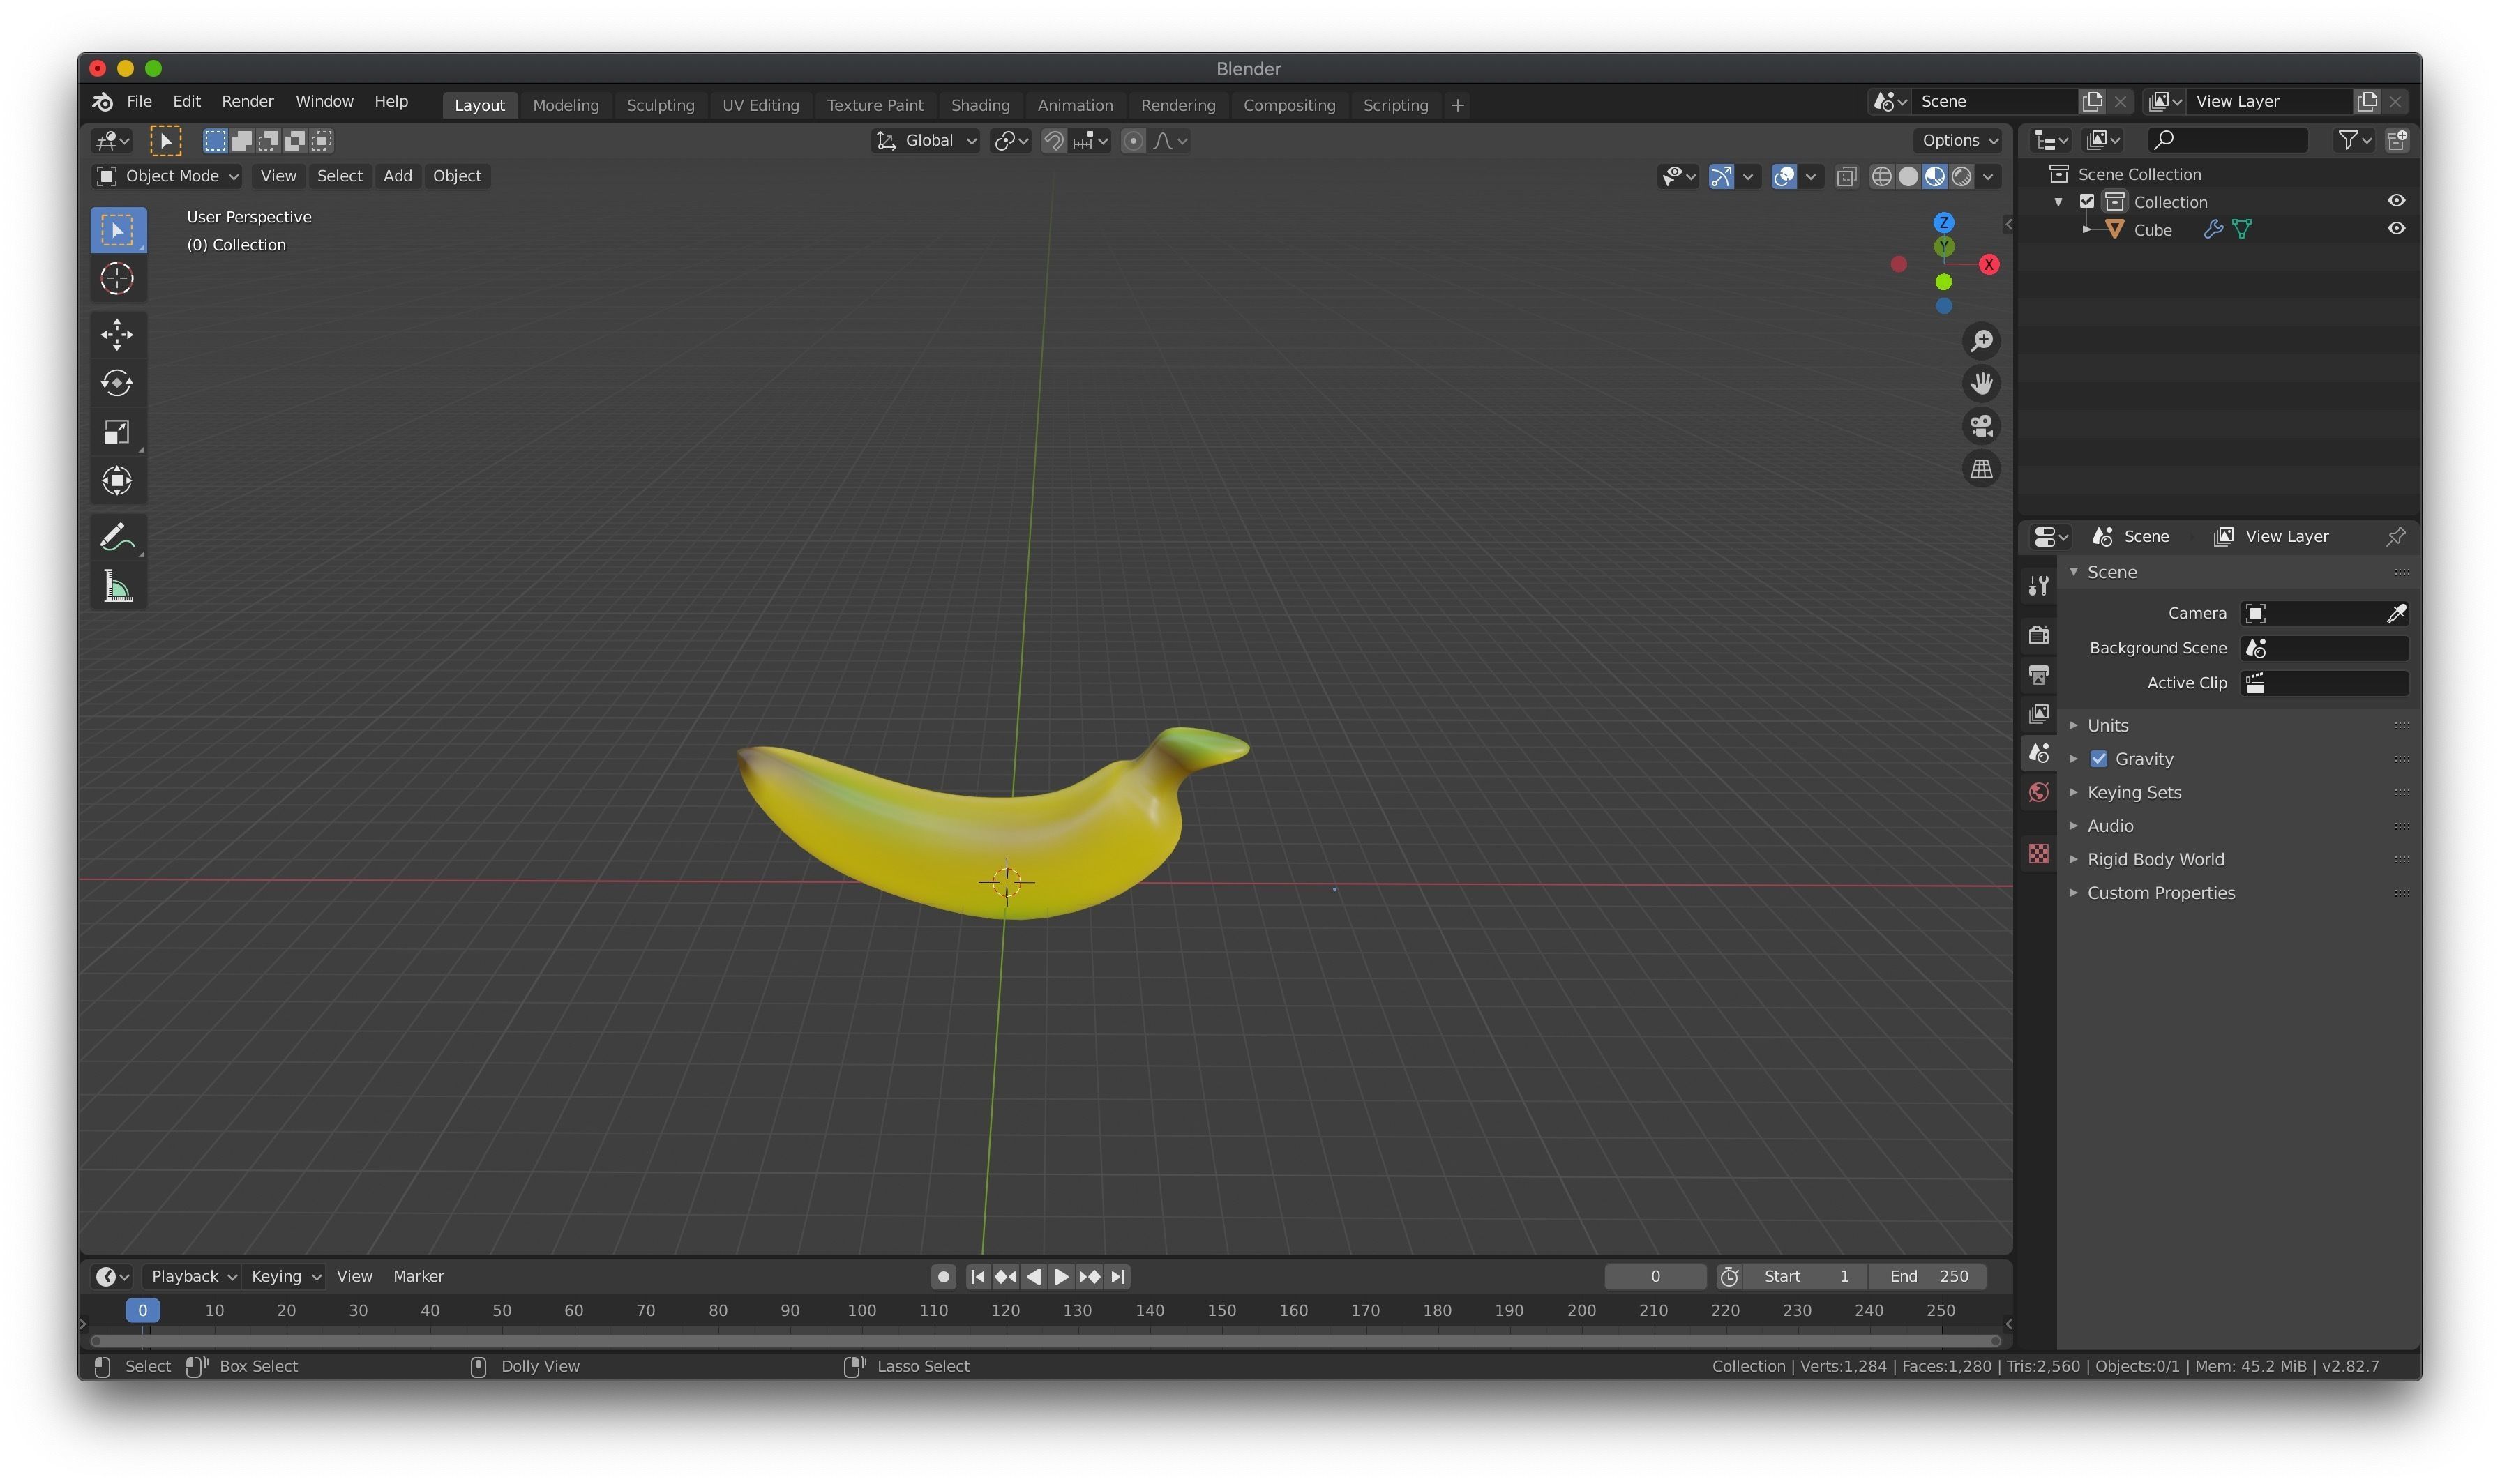 Blender
File Edit Render Window Help Layout Modeling Sculpting UV Editing Texture Paint Shading Animation Rendering Compositing Scripting + Scene View Layer
Global Options
Object Mode View Select Add Object
User Perspective
(0) Collection
Z
Y
X
Scene Collection
Collection
Cube
Scene View Layer
Scene
Camera
Background Scene
Active Clip
Units
Gravity
Keying Sets
Audio
Rigid Body World
Custom Properties
Playback Keying View Marker 0 Start 1 End 250
0 10 20 30 40 50 60 70 80 90 100 110 120 130 140 150 160 170 180 190 200 210 220 230 240 250
Select Box Select Dolly View Lasso Select Collection | Verts:1,284 | Faces:1,280 | Tris:2,560 | Objects:0/1 | Mem: 45.2 MiB | v2.82.7